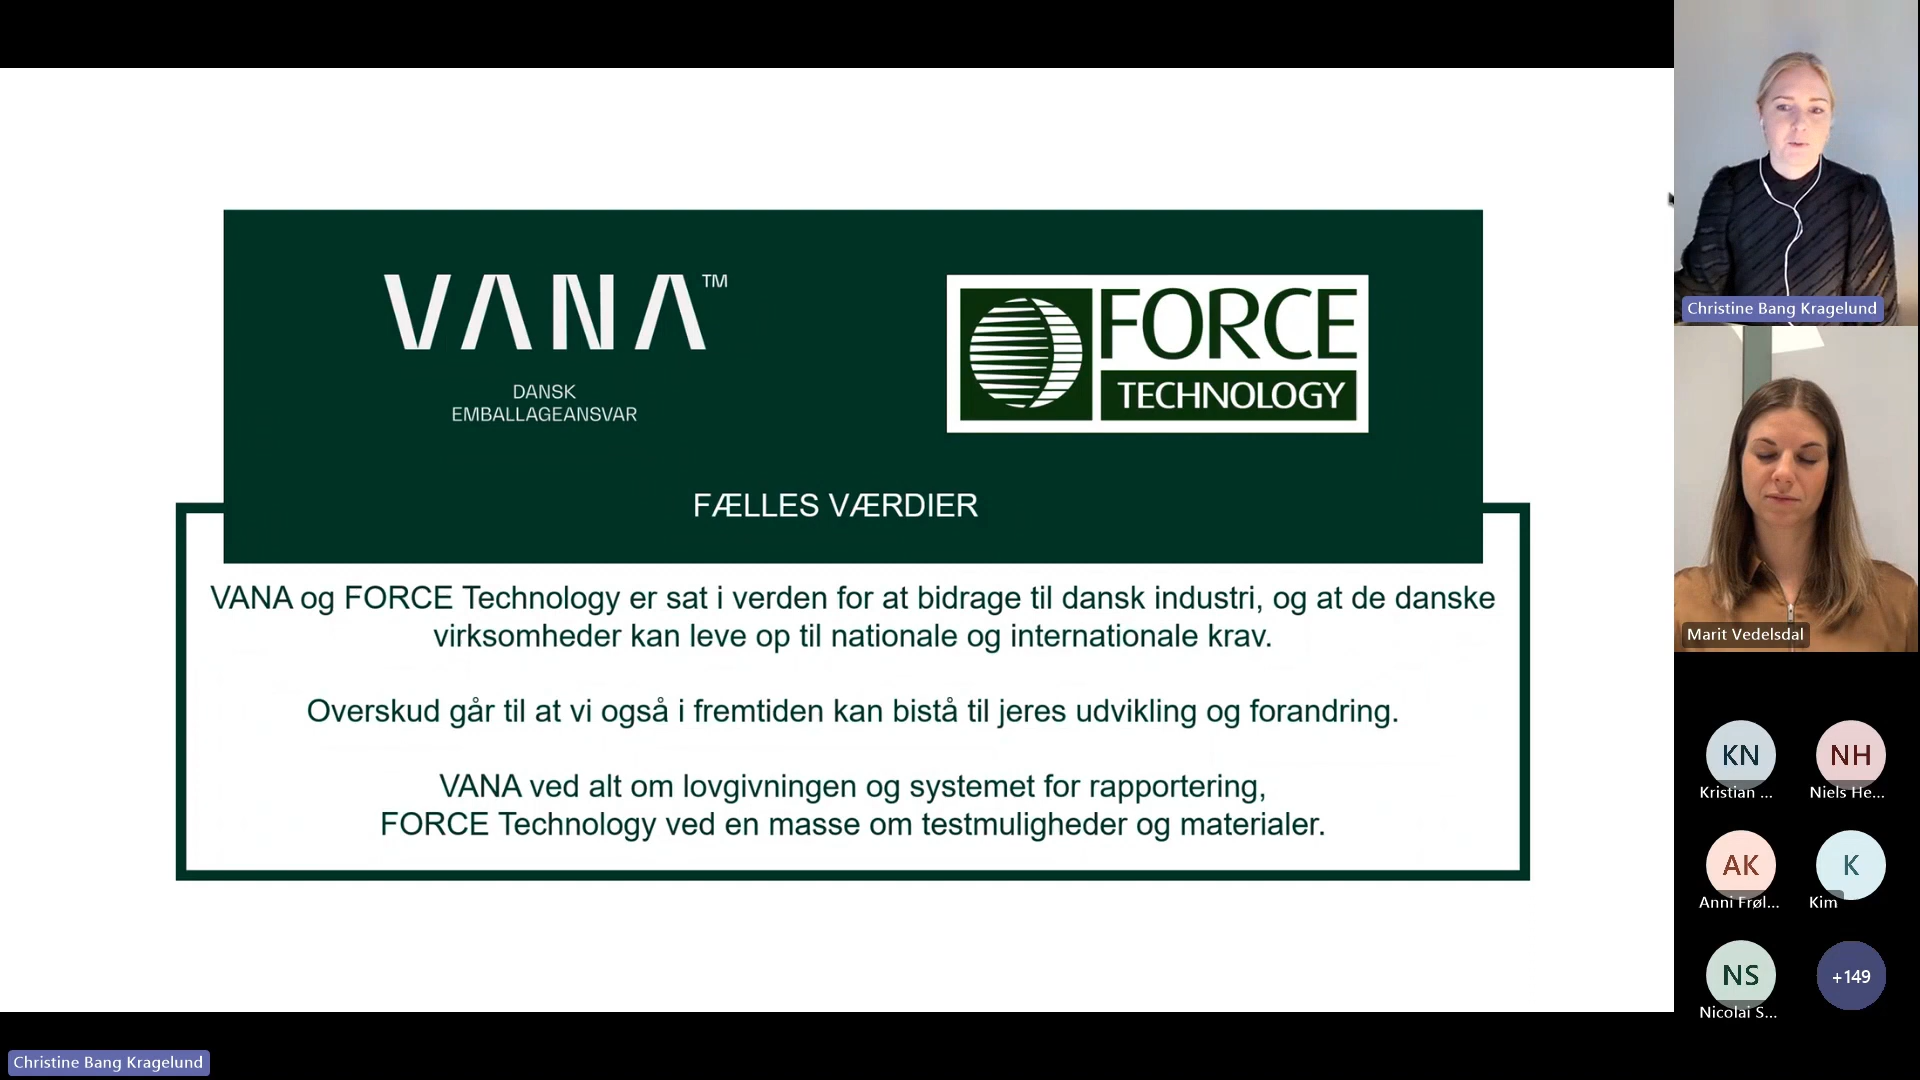 VANA™
DANSK
EMBALLAGEANSVAR
FORCE
TECHNOLOGY
FÆLLES VÆRDIER
VANA og FORCE Technology er sat i verden for at bidrage til dansk industri, og at de danske
virksomheder kan leve op til nationale og internationale krav.
Overskud går til at vi også i fremtiden kan bistå til jeres udvikling og forandring.
VANA ved alt om lovgivningen og systemet for rapportering,
FORCE Technology ved en masse om testmuligheder og materialer.
Christine Bang Kragelund
Marit Vedelsdal
KN
Kristian ...
NH
Niels He...
AK
Anni Frøl...
K
Kim
NS
Nicolai S...
+149
Christine Bang Kragelund